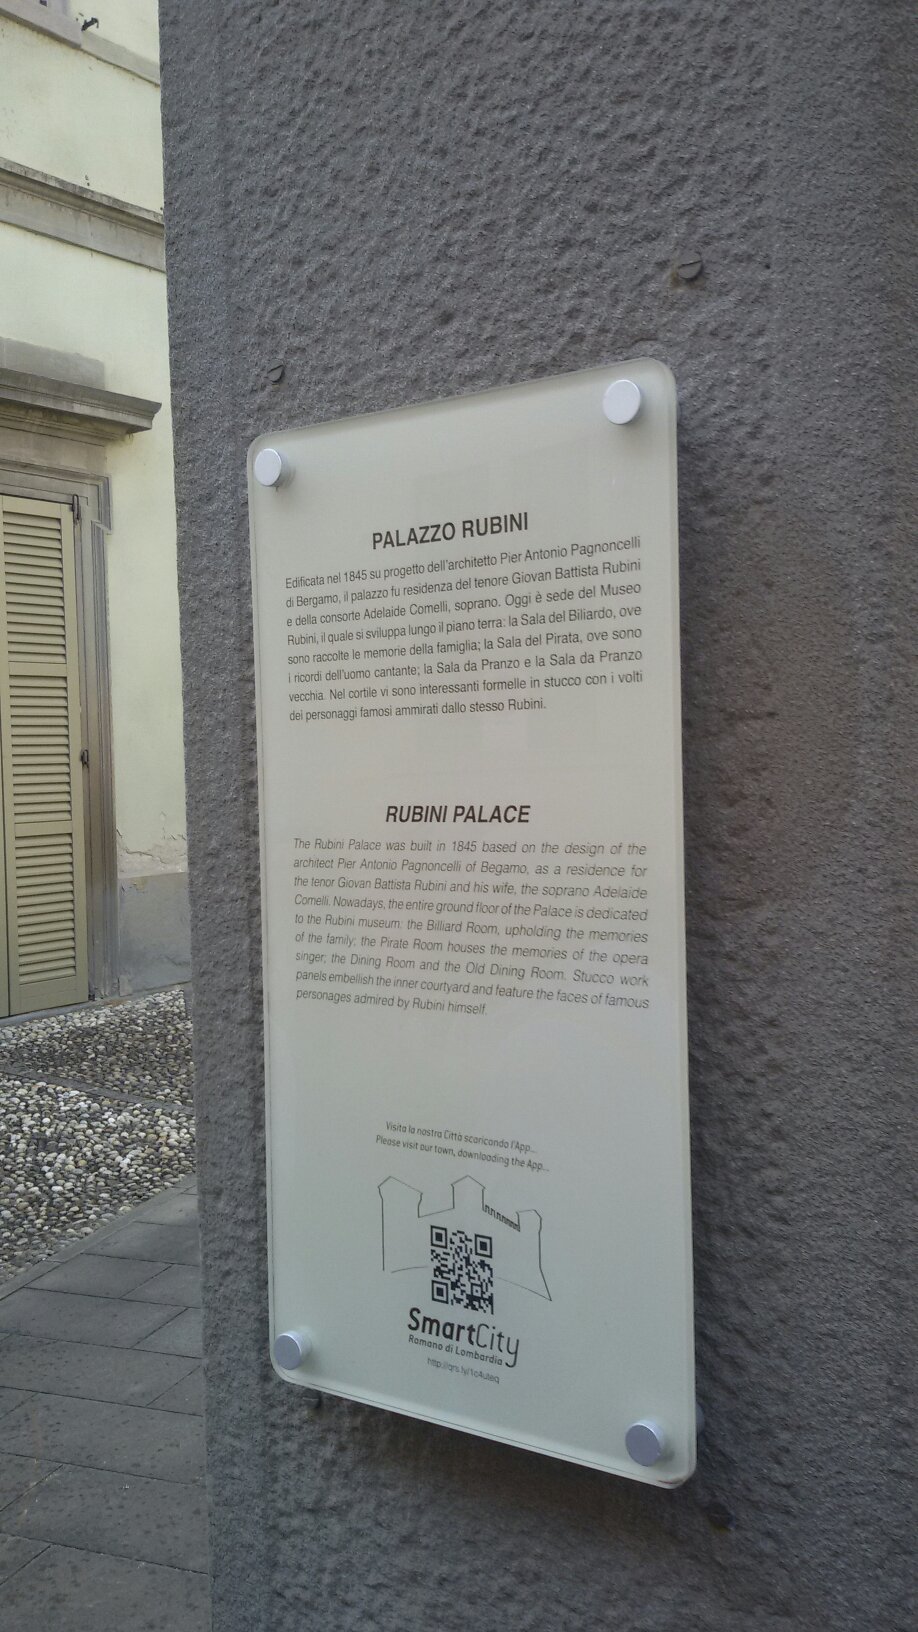 PALAZZO RUBINI
Edificata nel 1845 su progetto dell'architetto Pier Antonio Pagnoncelli
di Bergamo, il palazzo fu residenza del tenore Giovan Battista Rubini
e della consorte Adelaide Comelli, soprano. Oggi è sede del Museo
Rubini, il quale si sviluppa lungo il piano terra: la Sala del Biliardo, ove
sono raccolte le memorie della famiglia; la Sala del Pirata, ove sono
i ricordi dell'uomo cantante; la Sala da Pranzo e la Sala da Pranzo
vecchia. Nel cortile vi sono interessanti formelle in stucco con i volti
dei personaggi famosi ammirati dallo stesso Rubini.
RUBINI PALACE
The Rubini Palace was built in 1845 based on the design of the
architect Pier Antonio Pagnoncelli of Begamo, as a residence for
the tenor Giovan Battista Rubini and his wife, the soprano Adelaide
Comelli. Nowadays, the entire ground floor of the Palace is dedicated
to the Rubini museum: the Billiard Room, upholding the memories
of the family; the Pirate Room houses the memories of the opera
singer; the Dining Room and the Old Dining Room. Stucco work
panels embellish the inner courtyard and feature the faces of famous
personages admired by Rubini himself.
Visita la nostra Città scaricando l'App...
Please visit our town, downloading the App...
SmartCity
Romano di Lombardia
http://qrs.ly/1c4uteq